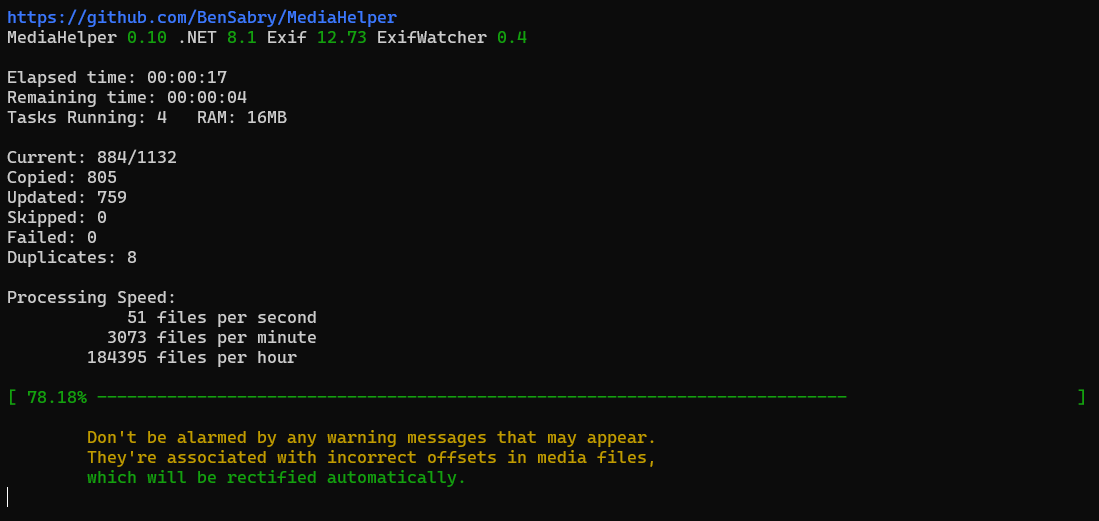 https://github.com/BenSabry/MediaHelper
MediaHelper 0.10 .NET 8.1 Exif 12.73 ExifWatcher 0.4
Elapsed time: 00:00:17
Remaining time: 00:00:04
Tasks Running: 4   RAM: 16MB
Current: 884/1132
Copied: 805
Updated: 759
Skipped: 0
Failed: 0
Duplicates: 8
Processing Speed:
51 files per second
3073 files per minute
184395 files per hour
[ 78.18% --------------------------------------------------------------------------- ]
Don't be alarmed by any warning messages that may appear.
They're associated with incorrect offsets in media files,
which will be rectified automatically.